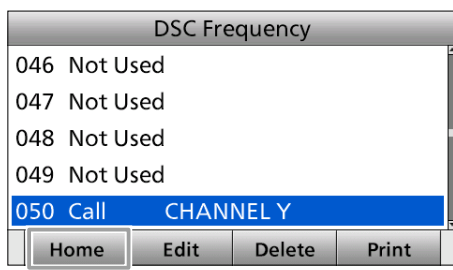 DSC Frequency
046 Not Used
047 Not Used
048 Not Used
049 Not Used
050 Call CHANNEL Y
Home Edit Delete Print